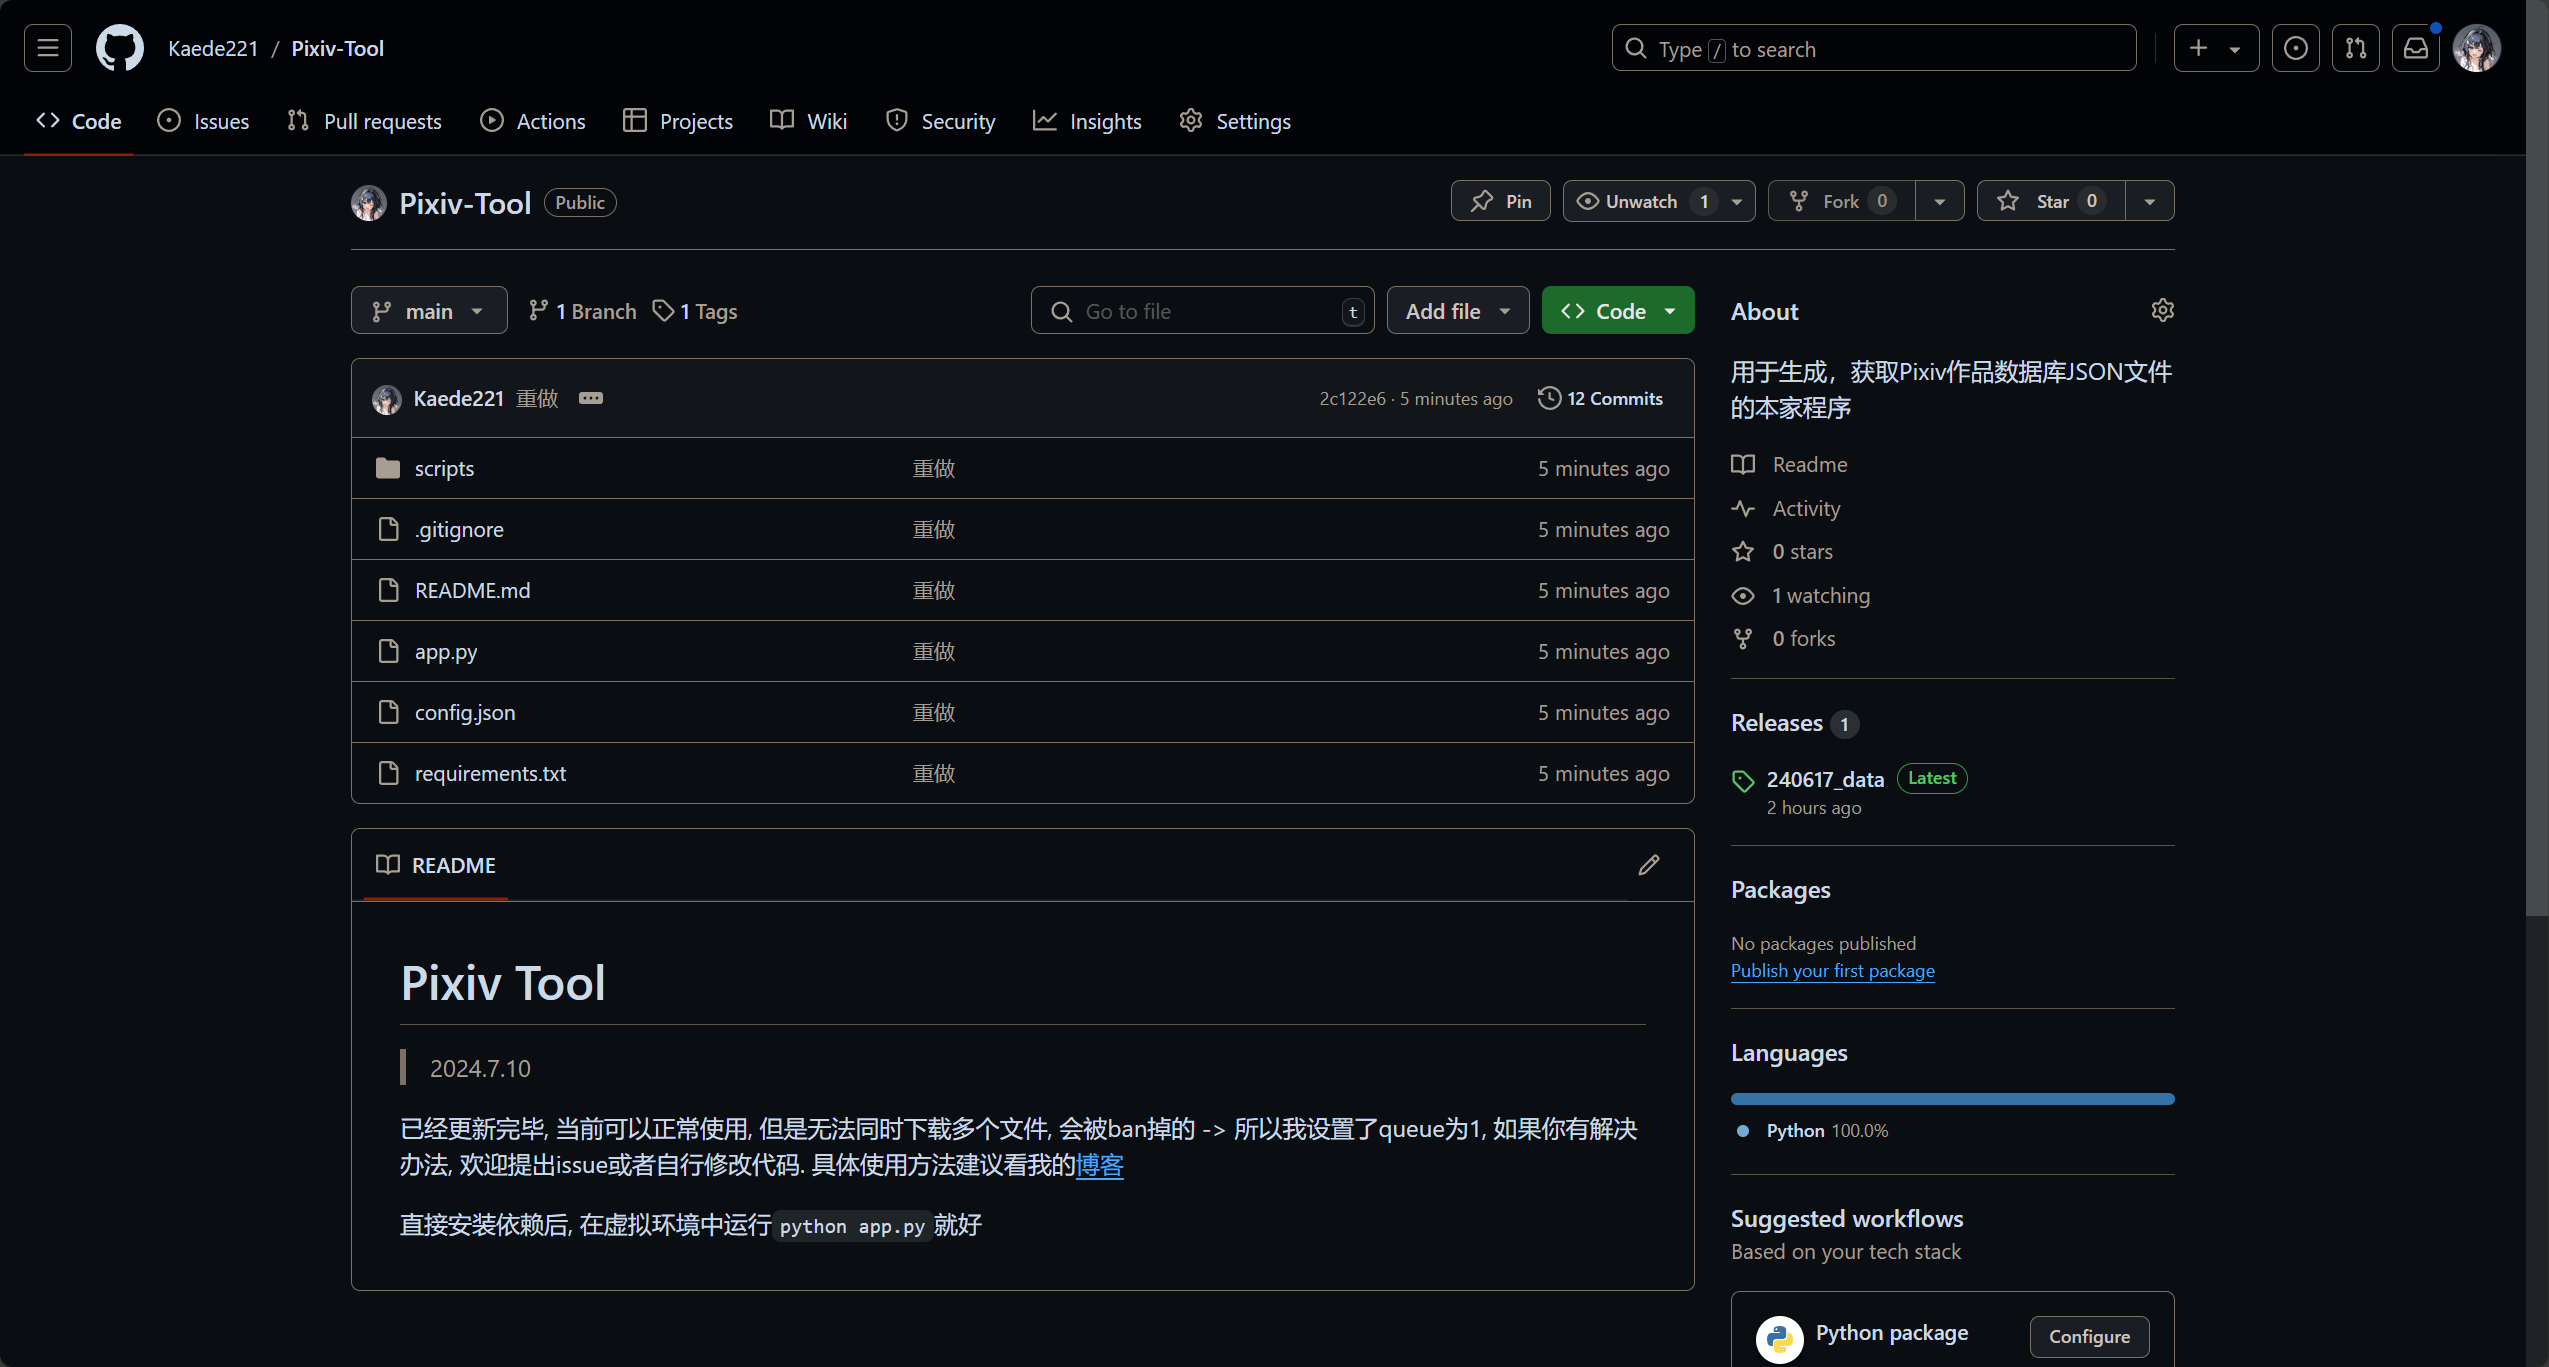 Kaede221 / Pixiv-Tool
Type / to search
Code Issues Pull requests Actions Projects Wiki Security Insights Settings
Pixiv-Tool Public
Pin Unwatch 1 Fork 0 Star 0
main 1 Branch 1 Tags
Go to file t Add file Code
Kaede221 重做 2c122e6 · 5 minutes ago 12 Commits
scripts 重做 5 minutes ago
.gitignore 重做 5 minutes ago
README.md 重做 5 minutes ago
app.py 重做 5 minutes ago
config.json 重做 5 minutes ago
requirements.txt 重做 5 minutes ago
README
Pixiv Tool
2024.7.10
已经更新完毕, 当前可以正常使用, 但是无法同时下载多个文件, 会被ban掉的 -> 所以我设置了queue为1, 如果你有解决
办法, 欢迎提出issue或者自行修改代码. 具体使用方法建议看我的博客
直接安装依赖后, 在虚拟环境中运行 python app.py 就好
About
用于生成，获取Pixiv作品数据库JSON文件
的本家程序
Readme
Activity
0 stars
1 watching
0 forks
Releases 1
240617_data Latest
2 hours ago
Packages
No packages published
Publish your first package
Languages
Python 100.0%
Suggested workflows
Based on your tech stack
Python package Configure